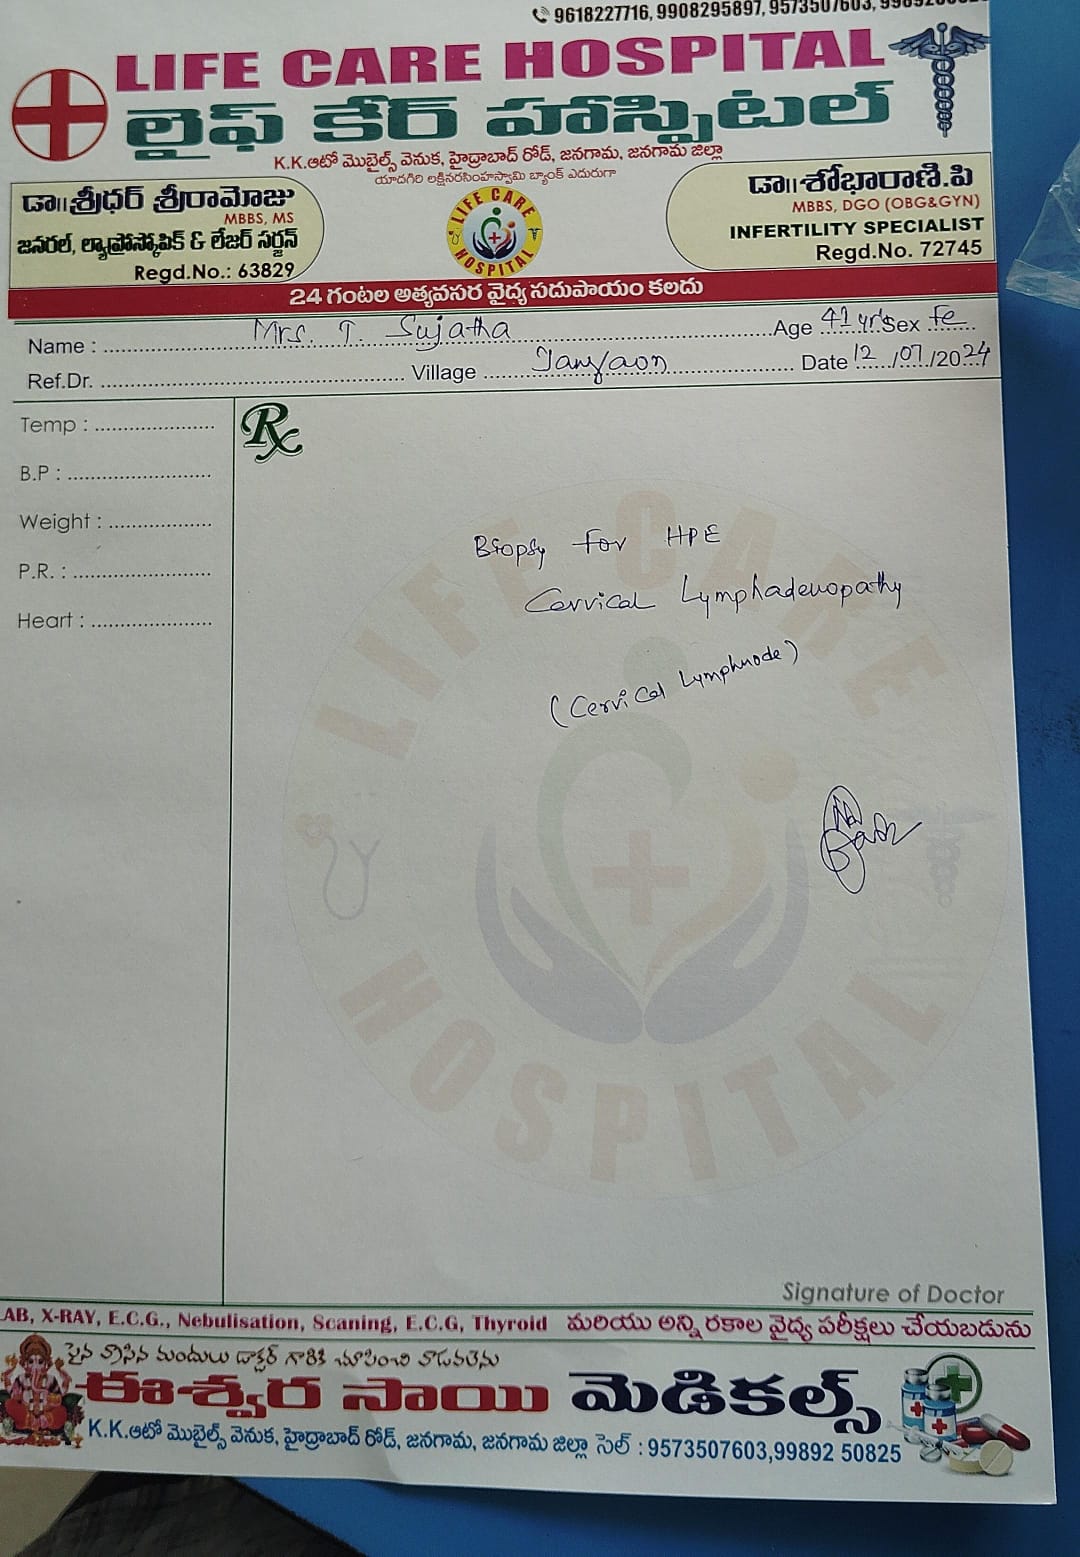 9618227716, 9908295897, 9573507603,
LIFE CARE HOSPITAL
లైఫ్ కేర్ హాస్పిటల్
K.K.ఆటో మొబైల్స్ వెనుక, హైద్రాబాద్ రోడ్, జనగామ, జనగామ జిల్లా
యాదగిరి లక్ష్మినరసింహస్వామి బ్యాంక్ ఎదురుగా
డా॥శ్రీధర్ శ్రీరామోజు
MBBS, MS
జనరల్, ల్యాప్రోస్కోపిక్ & లేజర్ సర్జన్
Regd.No.: 63829
LIFE CARE HOSPITAL
డా॥శోభారాణి.పి
MBBS, DGO (OBG&GYN)
INFERTILITY SPECIALIST
Regd.No. 72745
24 గంటల అత్యవసర వైద్య సదుపాయం కలదు
Name : Mrs. T. Sujatha Age 41 yrs Sex fe
Ref.Dr. Village Jangaon Date 12/07/2024
Temp :
B.P :
Weight :
P.R. :
Heart :
Rx
Biopsy for HPE
Cervical Lymphadenopathy
(Cervical Lymphnode)
LIFE CARE HOSPITAL
Signature of Doctor
AB, X-RAY, E.C.G., Nebulisation, Scaning, E.C.G, Thyroid మరియు అన్ని రకాల వైద్య పరీక్షలు చేయబడును
పైన వ్రాసిన మందులు డాక్టర్ గారికి చూపించి వాడవలెను
ఈశ్వర సాయి మెడికల్స్
K.K.ఆటో మొబైల్స్ వెనుక, హైద్రాబాద్ రోడ్, జనగామ, జనగామ జిల్లా సెల్ : 9573507603,99892 50825